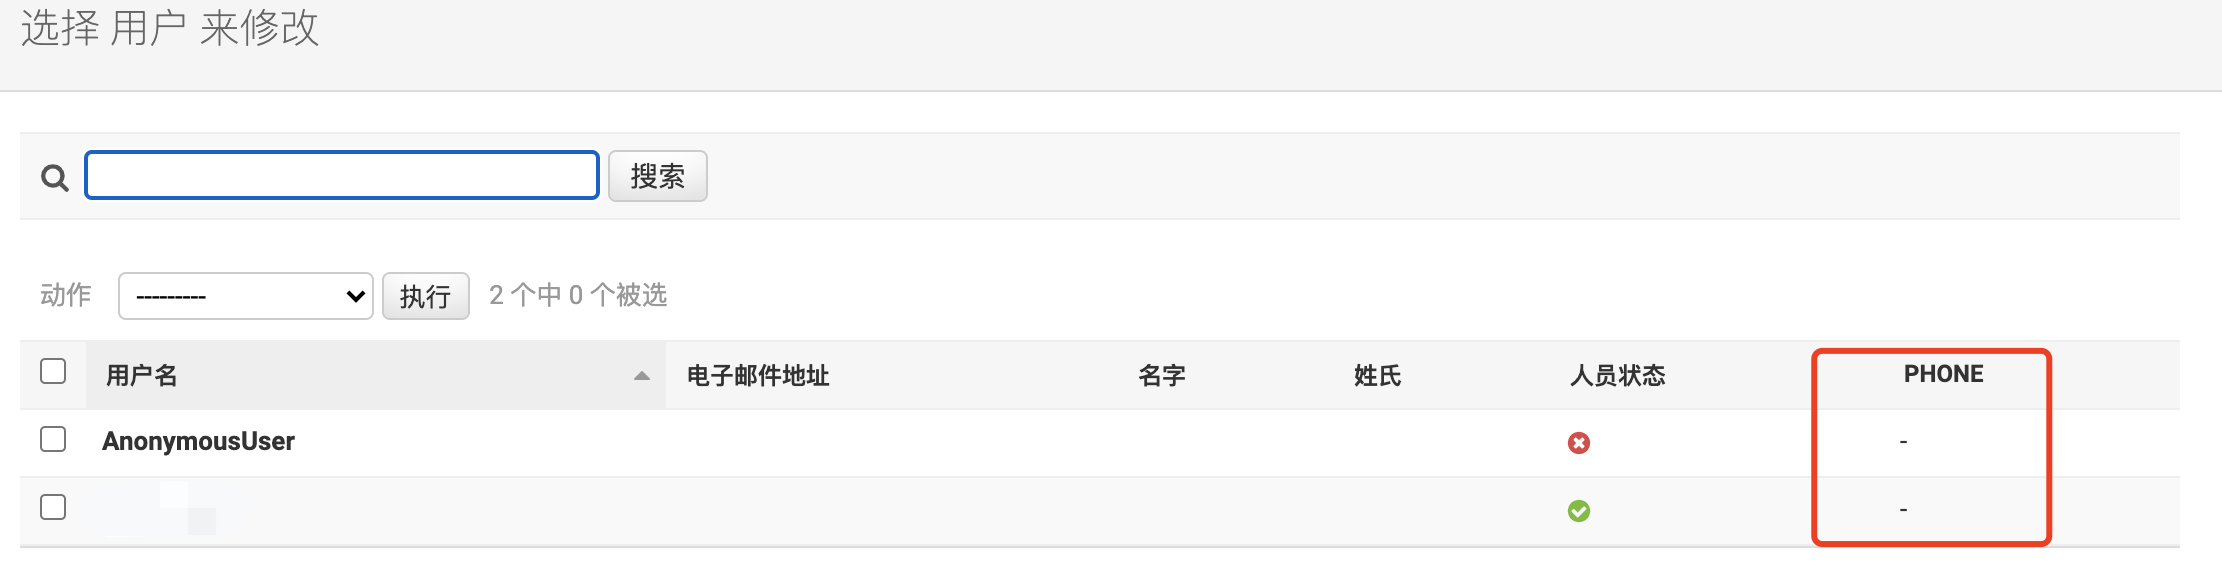 选择 用户 来修改
搜索
动作 --------- 执行 2 个中 0 个被选
用户名 电子邮件地址 名字 姓氏 人员状态 PHONE
AnonymousUser -
-